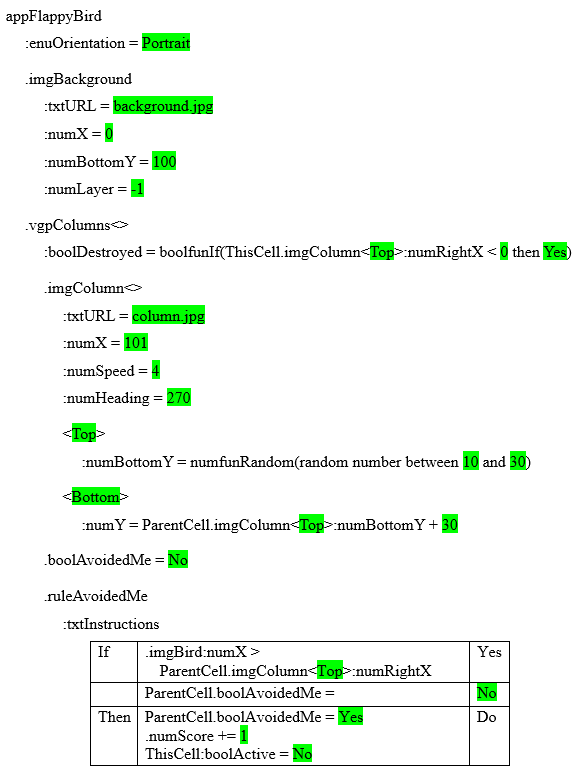 appFlappyBird
:enuOrientation = Portrait
.imgBackground
:txtURL = background.jpg
:numX = 0
:numBottomY = 100
:numLayer = -1
.vgpColumns<>
:boolDestroyed = boolfunIf(ThisCell.imgColumn<Top>:numRightX < 0 then Yes)
.imgColumn<>
:txtURL = column.jpg
:numX = 101
:numSpeed = 4
:numHeading = 270
<Top>
:numBottomY = numfunRandom(random number between 10 and 30)
<Bottom>
:numY = ParentCell.imgColumn<Top>:numBottomY + 30
.boolAvoidedMe = No
.ruleAvoidedMe
:txtInstructions
If .imgBird:numX > Yes
ParentCell.imgColumn<Top>:numRightX
ParentCell.boolAvoidedMe = No
Then ParentCell.boolAvoidedMe = Yes Do
.numScore += 1
ThisCell:boolActive = No